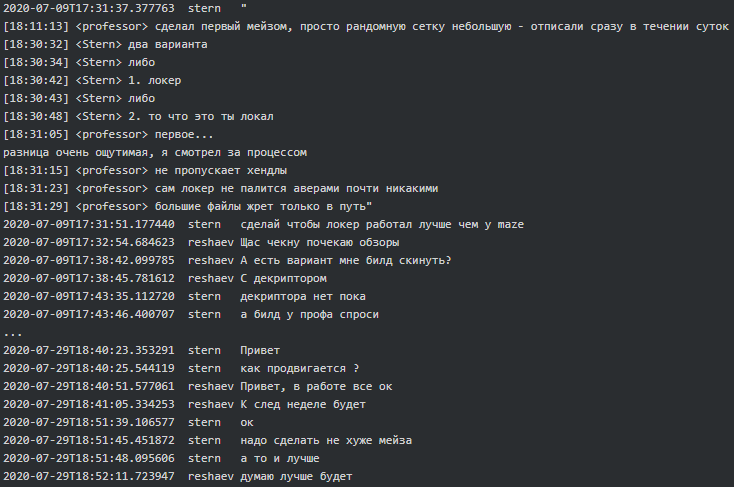 2020-07-09T17:31:37.377763 stern "
[18:11:13] <professor> сделал первый мейзом, просто рандомную сетку небольшую - отписали сразу в течении суток
[18:30:32] <Stern> два варианта
[18:30:34] <Stern> либо
[18:30:42] <Stern> 1. локер
[18:30:43] <Stern> либо
[18:30:48] <Stern> 2. то что это ты локал
[18:31:05] <professor> первое...
разница очень ощутимая, я смотрел за процессом
[18:31:15] <professor> не пропускает хендлы
[18:31:23] <professor> сам локер не палится аверами почти никакими
[18:31:29] <professor> большие файлы жрет только в путь"
2020-07-09T17:31:51.177440 stern сделай чтобы локер работал лучше чем у maze
2020-07-09T17:32:54.684623 reshaev Щас чекну почекаю обзоры
2020-07-09T17:38:42.099785 reshaev А есть вариант мне билд скинуть?
2020-07-09T17:38:45.781612 reshaev С декриптором
2020-07-09T17:43:35.112720 stern декриптора нет пока
2020-07-09T17:43:46.400707 stern а билд у профа спроси
...
2020-07-29T18:40:23.353291 stern Привет
2020-07-29T18:40:25.544119 stern как продвигается ?
2020-07-29T18:40:51.577061 reshaev Привет, в работе все ок
2020-07-29T18:41:05.334253 reshaev К след неделе будет
2020-07-29T18:51:39.106577 stern ок
2020-07-29T18:51:45.451872 stern надо сделать не хуже мейза
2020-07-29T18:51:48.095606 stern а то и лучше
2020-07-29T18:52:11.723947 reshaev думаю лучше будет